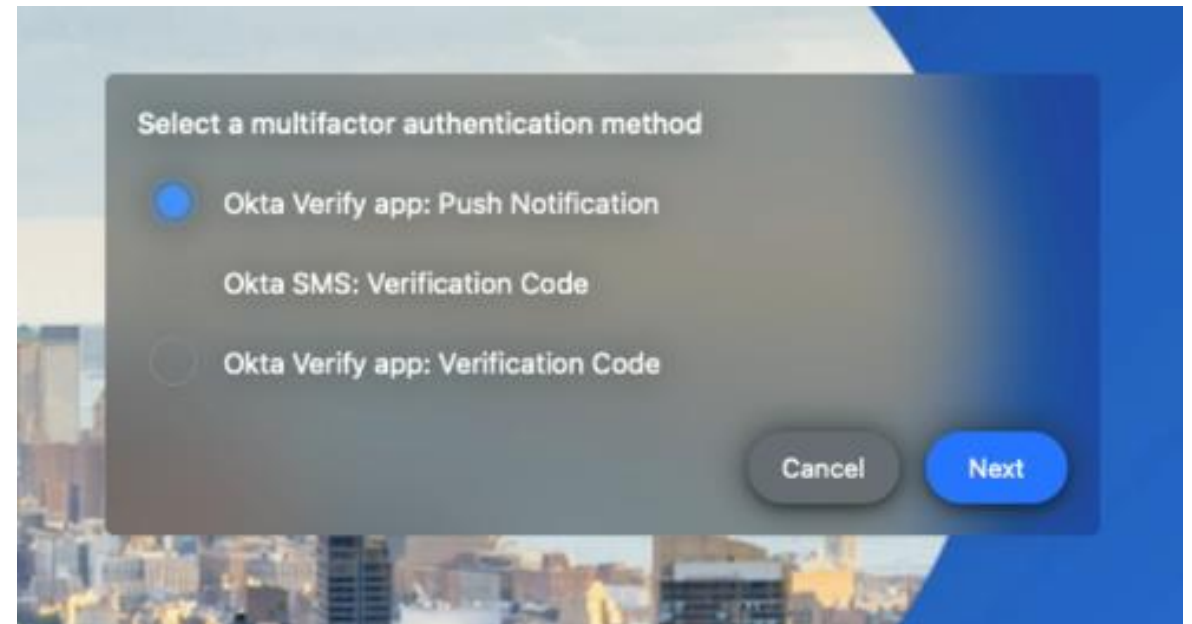 Select a multifactor authentication method
Okta Verify app: Push Notification
Okta SMS: Verification Code
Okta Verify app: Verification Code
Cancel
Next